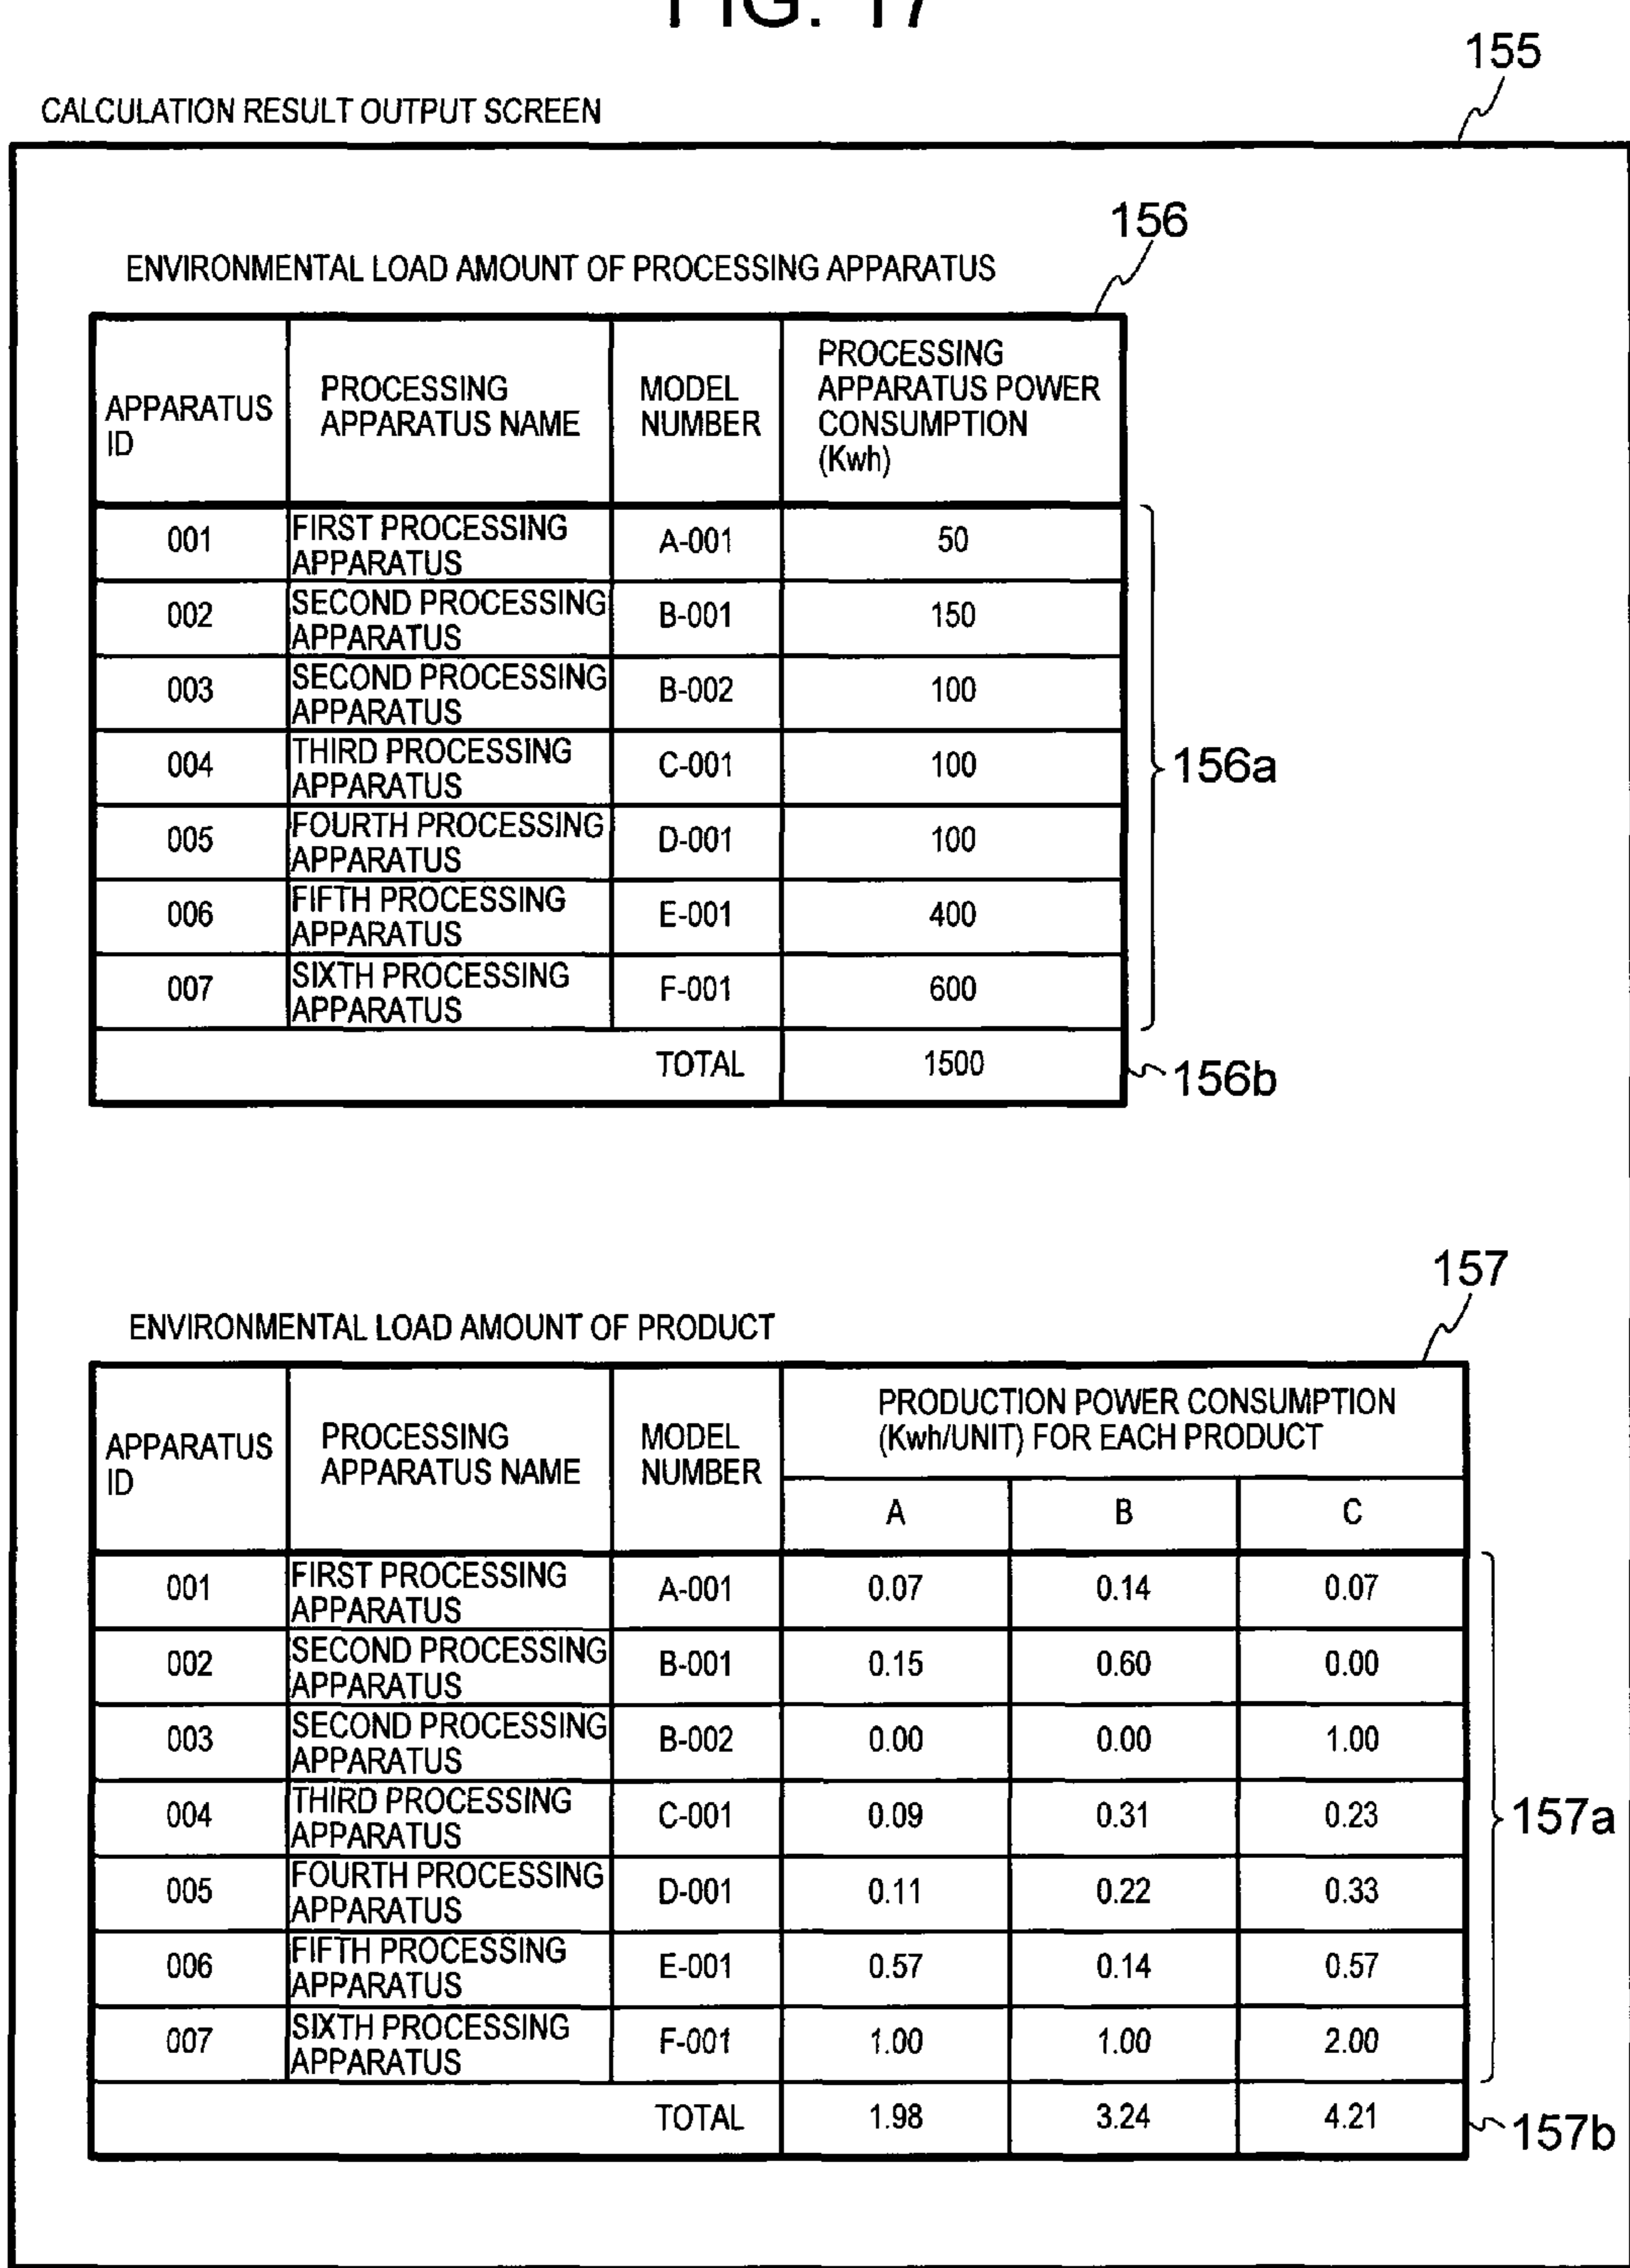 FIG. 17
155
CALCULATION RESULT OUTPUT SCREEN
156
ENVIRONMENTAL LOAD AMOUNT OF PROCESSING APPARATUS
APPARATUS ID PROCESSING APPARATUS NAME MODEL NUMBER PROCESSING APPARATUS POWER CONSUMPTION (Kwh)
001 FIRST PROCESSING APPARATUS A-001 50
002 SECOND PROCESSING APPARATUS B-001 150
003 SECOND PROCESSING APPARATUS B-002 100
004 THIRD PROCESSING APPARATUS C-001 100
005 FOURTH PROCESSING APPARATUS D-001 100
006 FIFTH PROCESSING APPARATUS E-001 400
007 SIXTH PROCESSING APPARATUS F-001 600
156a
TOTAL 1500
156b
157
ENVIRONMENTAL LOAD AMOUNT OF PRODUCT
APPARATUS ID PROCESSING APPARATUS NAME MODEL NUMBER PRODUCTION POWER CONSUMPTION (Kwh/UNIT) FOR EACH PRODUCT
A B C
001 FIRST PROCESSING APPARATUS A-001 0.07 0.14 0.07
002 SECOND PROCESSING APPARATUS B-001 0.15 0.60 0.00
003 SECOND PROCESSING APPARATUS B-002 0.00 0.00 1.00
004 THIRD PROCESSING APPARATUS C-001 0.09 0.31 0.23
005 FOURTH PROCESSING APPARATUS D-001 0.11 0.22 0.33
006 FIFTH PROCESSING APPARATUS E-001 0.57 0.14 0.57
007 SIXTH PROCESSING APPARATUS F-001 1.00 1.00 2.00
157a
TOTAL 1.98 3.24 4.21
157b